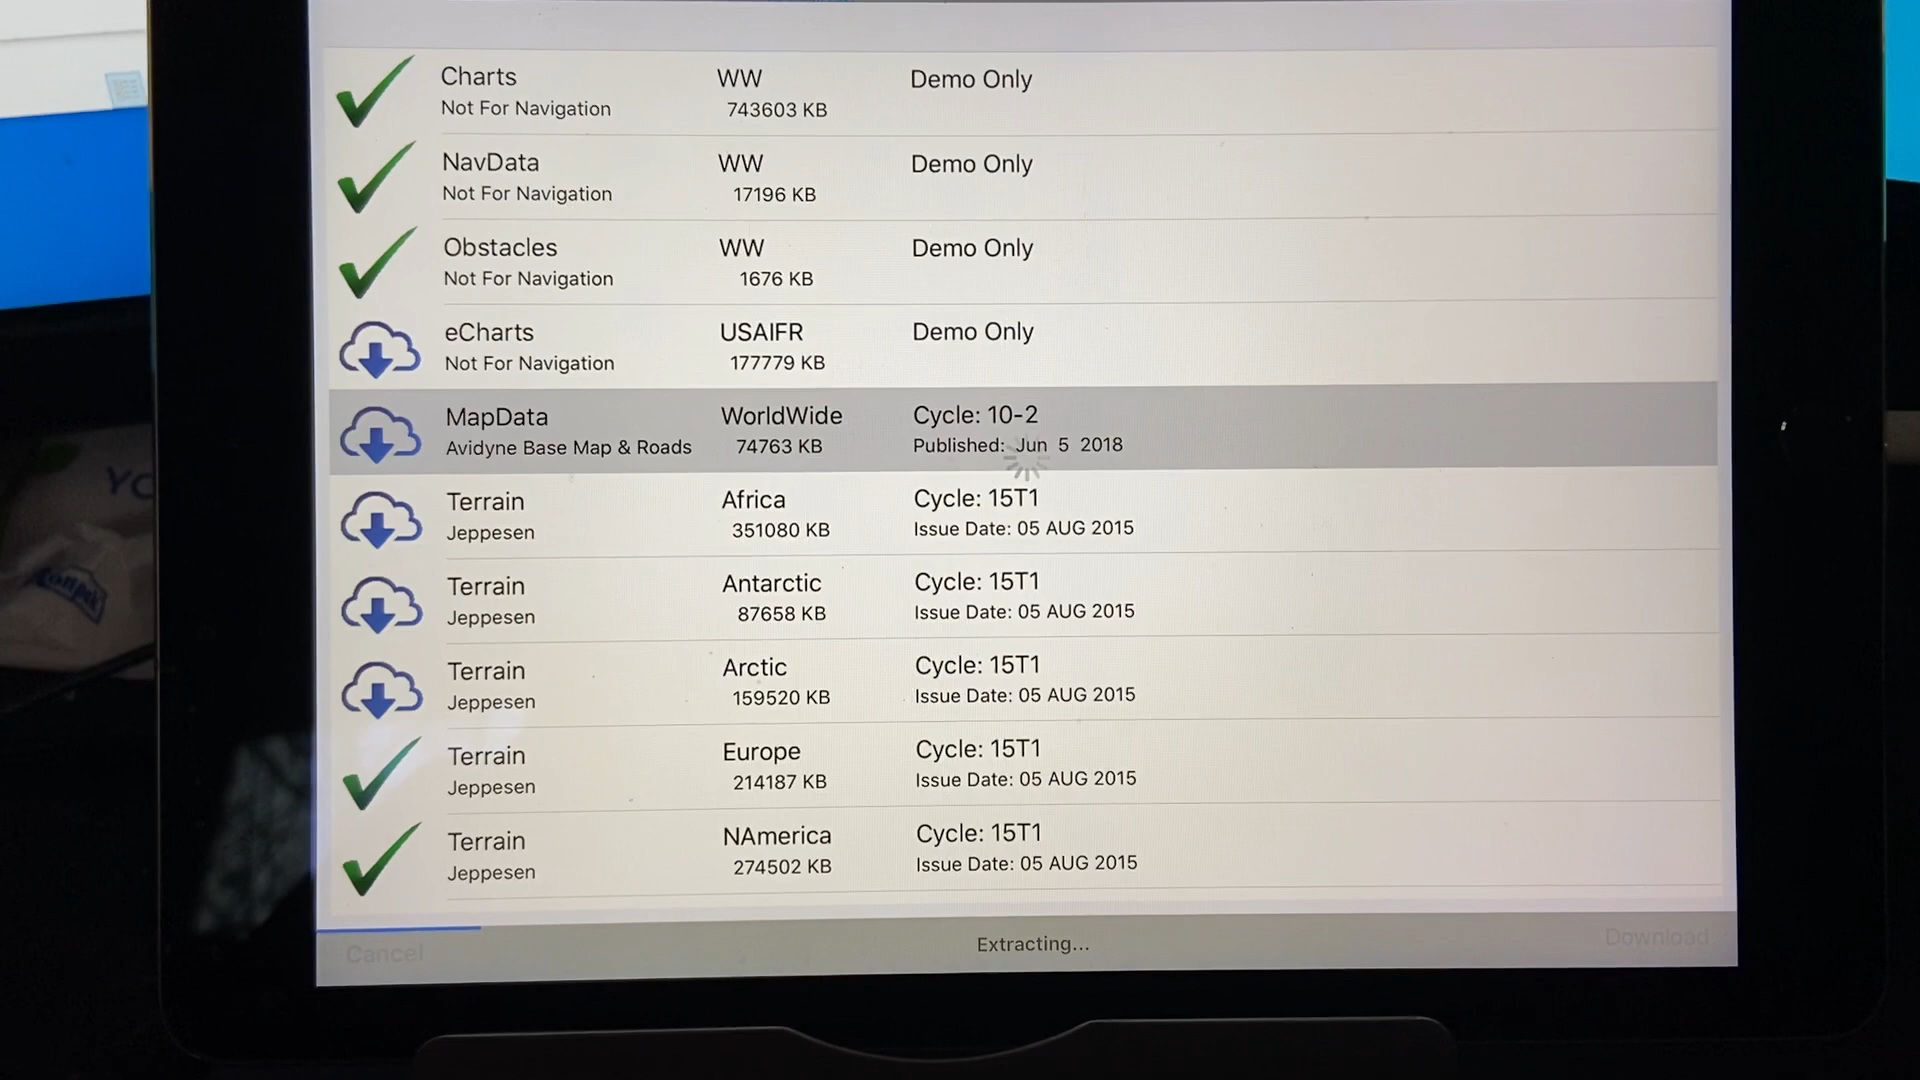 Charts WW Demo Only
Not For Navigation 743603 KB
NavData WW Demo Only
Not For Navigation 17196 KB
Obstacles WW Demo Only
Not For Navigation 1676 KB
eCharts USAIFR Demo Only
Not For Navigation 177779 KB
MapData WorldWide Cycle: 10-2
Avidyne Base Map & Roads 74763 KB Published: Jun 5 2018
Terrain Africa Cycle: 15T1
Jeppesen 351080 KB Issue Date: 05 AUG 2015
Terrain Antarctic Cycle: 15T1
Jeppesen 87658 KB Issue Date: 05 AUG 2015
Terrain Arctic Cycle: 15T1
Jeppesen 159520 KB Issue Date: 05 AUG 2015
Terrain Europe Cycle: 15T1
Jeppesen 214187 KB Issue Date: 05 AUG 2015
Terrain NAmerica Cycle: 15T1
Jeppesen 274502 KB Issue Date: 05 AUG 2015
Cancel Extracting... Download